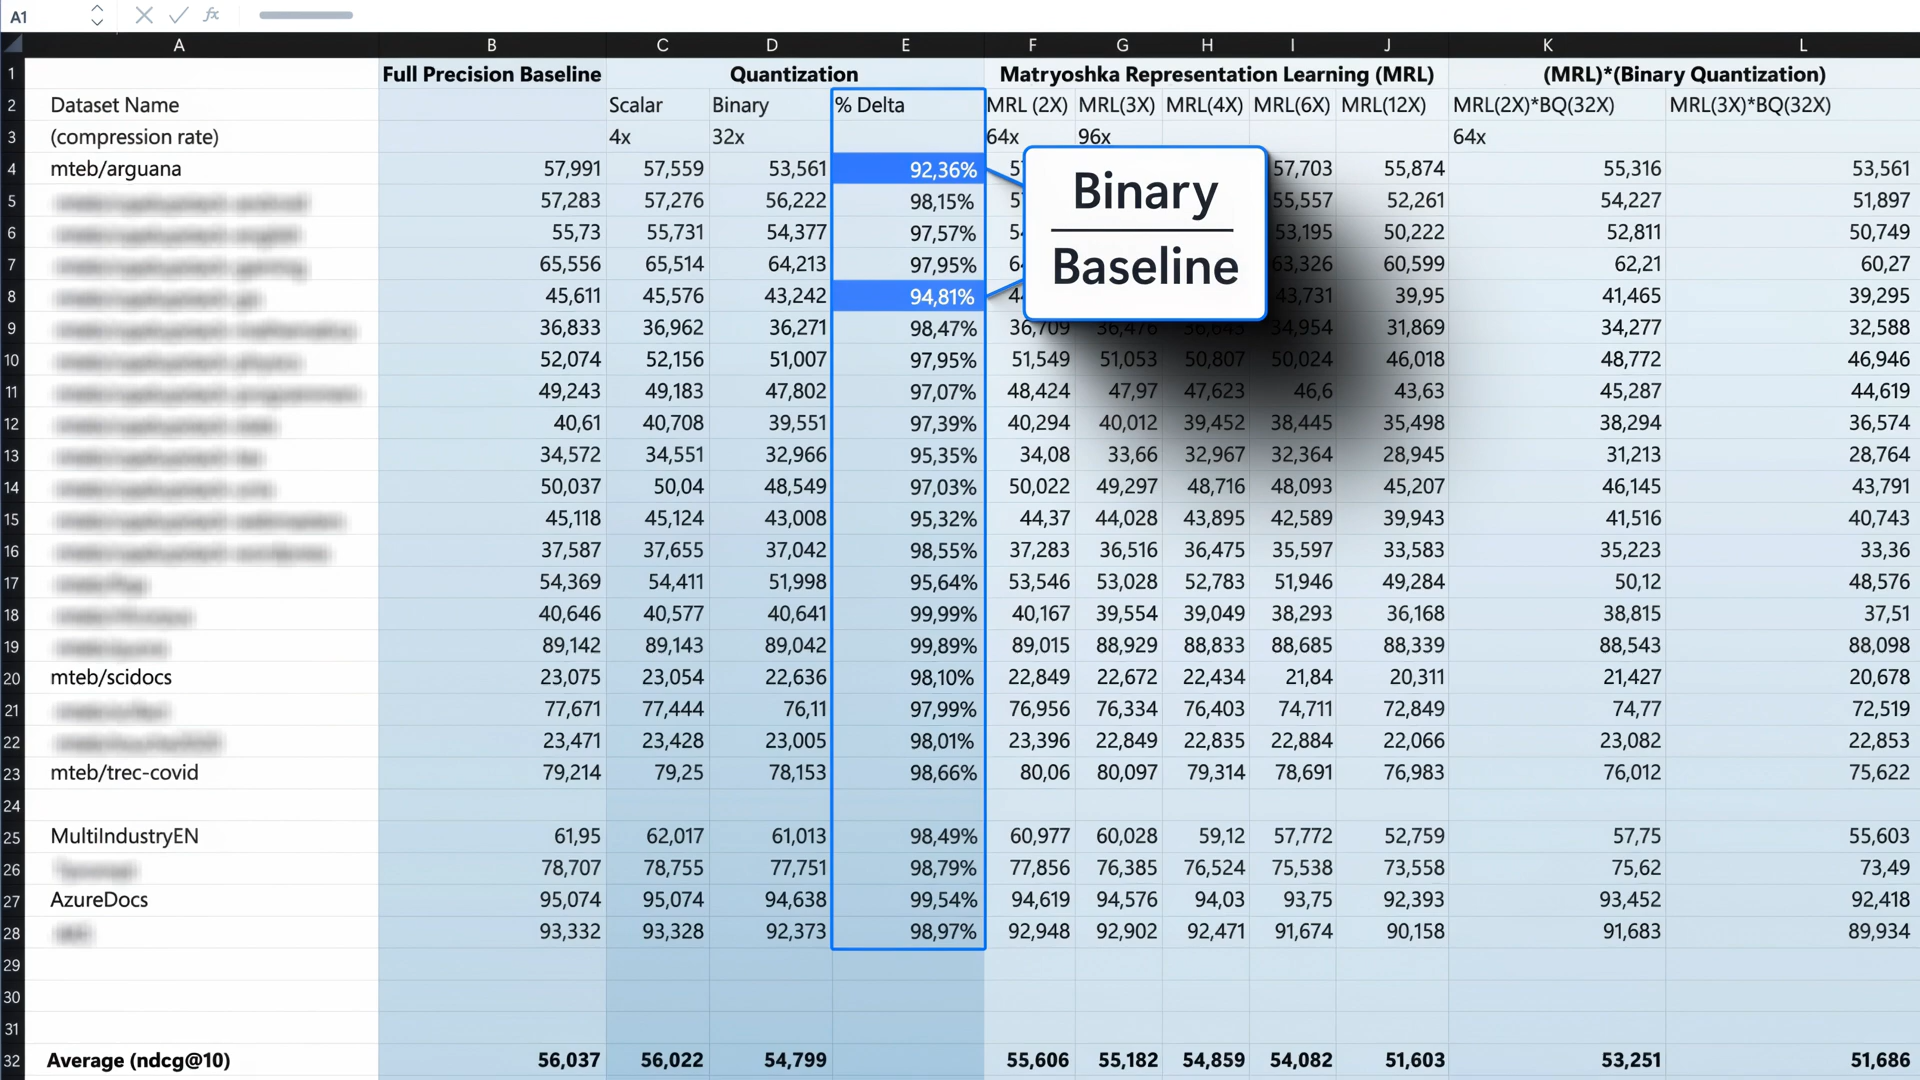 A1 fx
A B C D E F G H I J K L
1 Full Precision Baseline Quantization Matryoshka Representation Learning (MRL) (MRL)*(Binary Quantization)
2 Dataset Name Scalar Binary % Delta MRL (2X) MRL(3X) MRL(4X) MRL(6X) MRL(12X) MRL(2X)*BQ(32X) MRL(3X)*BQ(32X)
3 (compression rate) 4x 32x 64x 96x 64x
4 mteb/arguana 57,991 57,559 53,561 92,36% 57,703 55,874 55,316 53,561
5 57,283 57,276 56,222 98,15% 55,557 52,261 54,227 51,897
6 55,73 55,731 54,377 97,57% 53,195 50,222 52,811 50,749
7 65,556 65,514 64,213 97,95% 63,326 60,599 62,21 60,27
8 45,611 45,576 43,242 94,81% 43,731 39,95 41,465 39,295
Binary
Baseline
9 36,833 36,962 36,271 98,47% 36,709 36,476 36,643 34,954 31,869 34,277 32,588
10 52,074 52,156 51,007 97,95% 51,549 51,053 50,807 50,024 46,018 48,772 46,946
11 49,243 49,183 47,802 97,07% 48,424 47,97 47,623 46,6 43,63 45,287 44,619
12 40,61 40,708 39,551 97,39% 40,294 40,012 39,452 38,445 35,498 38,294 36,574
13 34,572 34,551 32,966 95,35% 34,08 33,66 32,967 32,364 28,945 31,213 28,764
14 50,037 50,04 48,549 97,03% 50,022 49,297 48,716 48,093 45,207 46,145 43,791
15 45,118 45,124 43,008 95,32% 44,37 44,028 43,895 42,589 39,943 41,516 40,743
16 37,587 37,655 37,042 98,55% 37,283 36,516 36,475 35,597 33,583 35,223 33,36
17 54,369 54,411 51,998 95,64% 53,546 53,028 52,783 51,946 49,284 50,12 48,576
18 40,646 40,577 40,641 99,99% 40,167 39,554 39,049 38,293 36,168 38,815 37,51
19 89,142 89,143 89,042 99,89% 89,015 88,929 88,833 88,685 88,339 88,543 88,098
20 mteb/scidocs 23,075 23,054 22,636 98,10% 22,849 22,672 22,434 21,84 20,311 21,427 20,678
21 77,671 77,444 76,11 97,99% 76,956 76,334 76,403 74,711 72,849 74,77 72,519
22 23,471 23,428 23,005 98,01% 23,396 22,849 22,835 22,884 22,066 23,082 22,853
23 mteb/trec-covid 79,214 79,25 78,153 98,66% 80,06 80,097 79,314 78,691 76,983 76,012 75,622
24
25 MultiIndustryEN 61,95 62,017 61,013 98,49% 60,977 60,028 59,12 57,772 52,759 57,75 55,603
26 78,707 78,755 77,751 98,79% 77,856 76,385 76,524 75,538 73,558 75,62 73,49
27 AzureDocs 95,074 95,074 94,638 99,54% 94,619 94,576 94,03 93,75 92,393 93,452 92,418
28 93,332 93,328 92,373 98,97% 92,948 92,902 92,471 91,674 90,158 91,683 89,934
29
30
31
32 Average (ndcg@10) 56,037 56,022 54,799 55,606 55,182 54,859 54,082 51,603 53,251 51,686